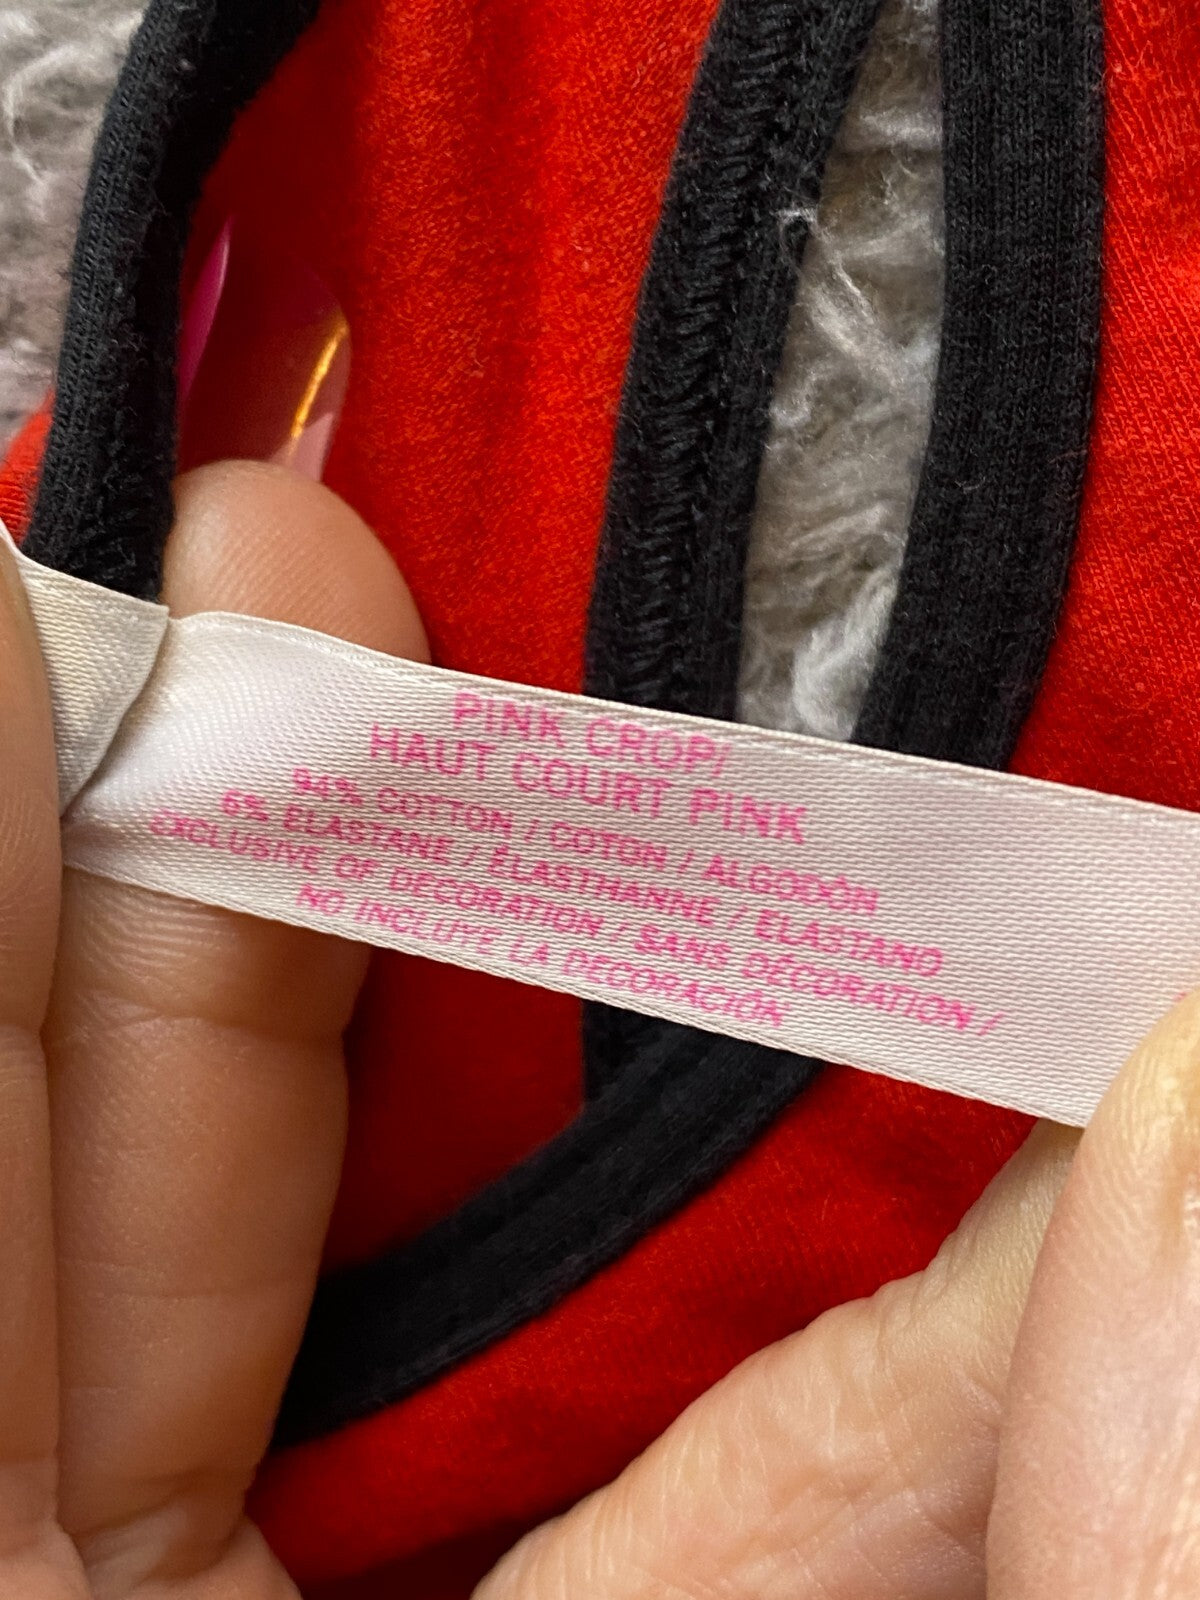 PINK CROP/
HAUT COURT PINK
94% COTTON / COTON / ALGODÓN
6% ELASTANE / ÉLASTHANNE / ELASTANO
EXCLUSIVE OF DECORATION / SANS DÉCORATION /
NO INCLUYE LA DECORACIÓN